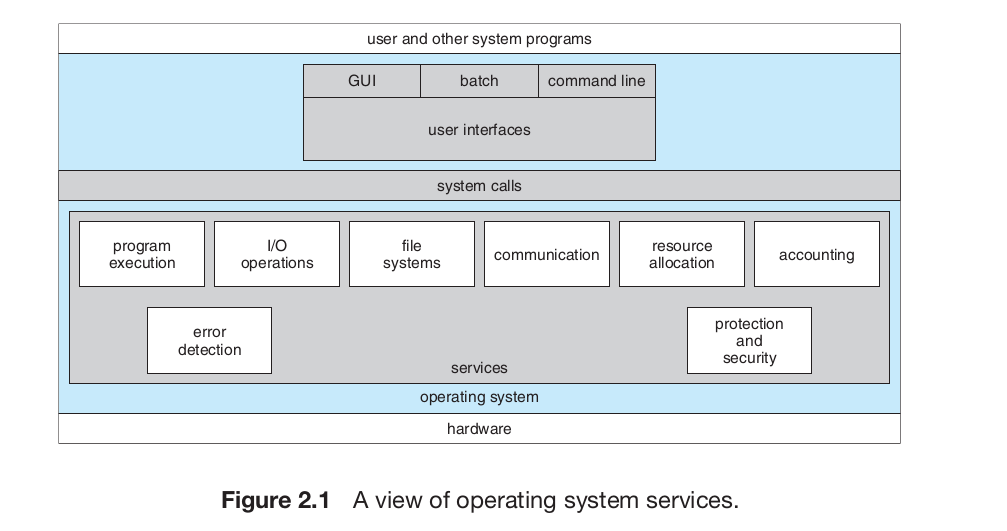 user and other system programs
GUI batch command line
user interfaces
system calls
program
execution
I/O
operations
file
systems
communication
resource
allocation
accounting
error
detection
protection
and
security
services
operating system
hardware
Figure 2.1 A view of operating system services.